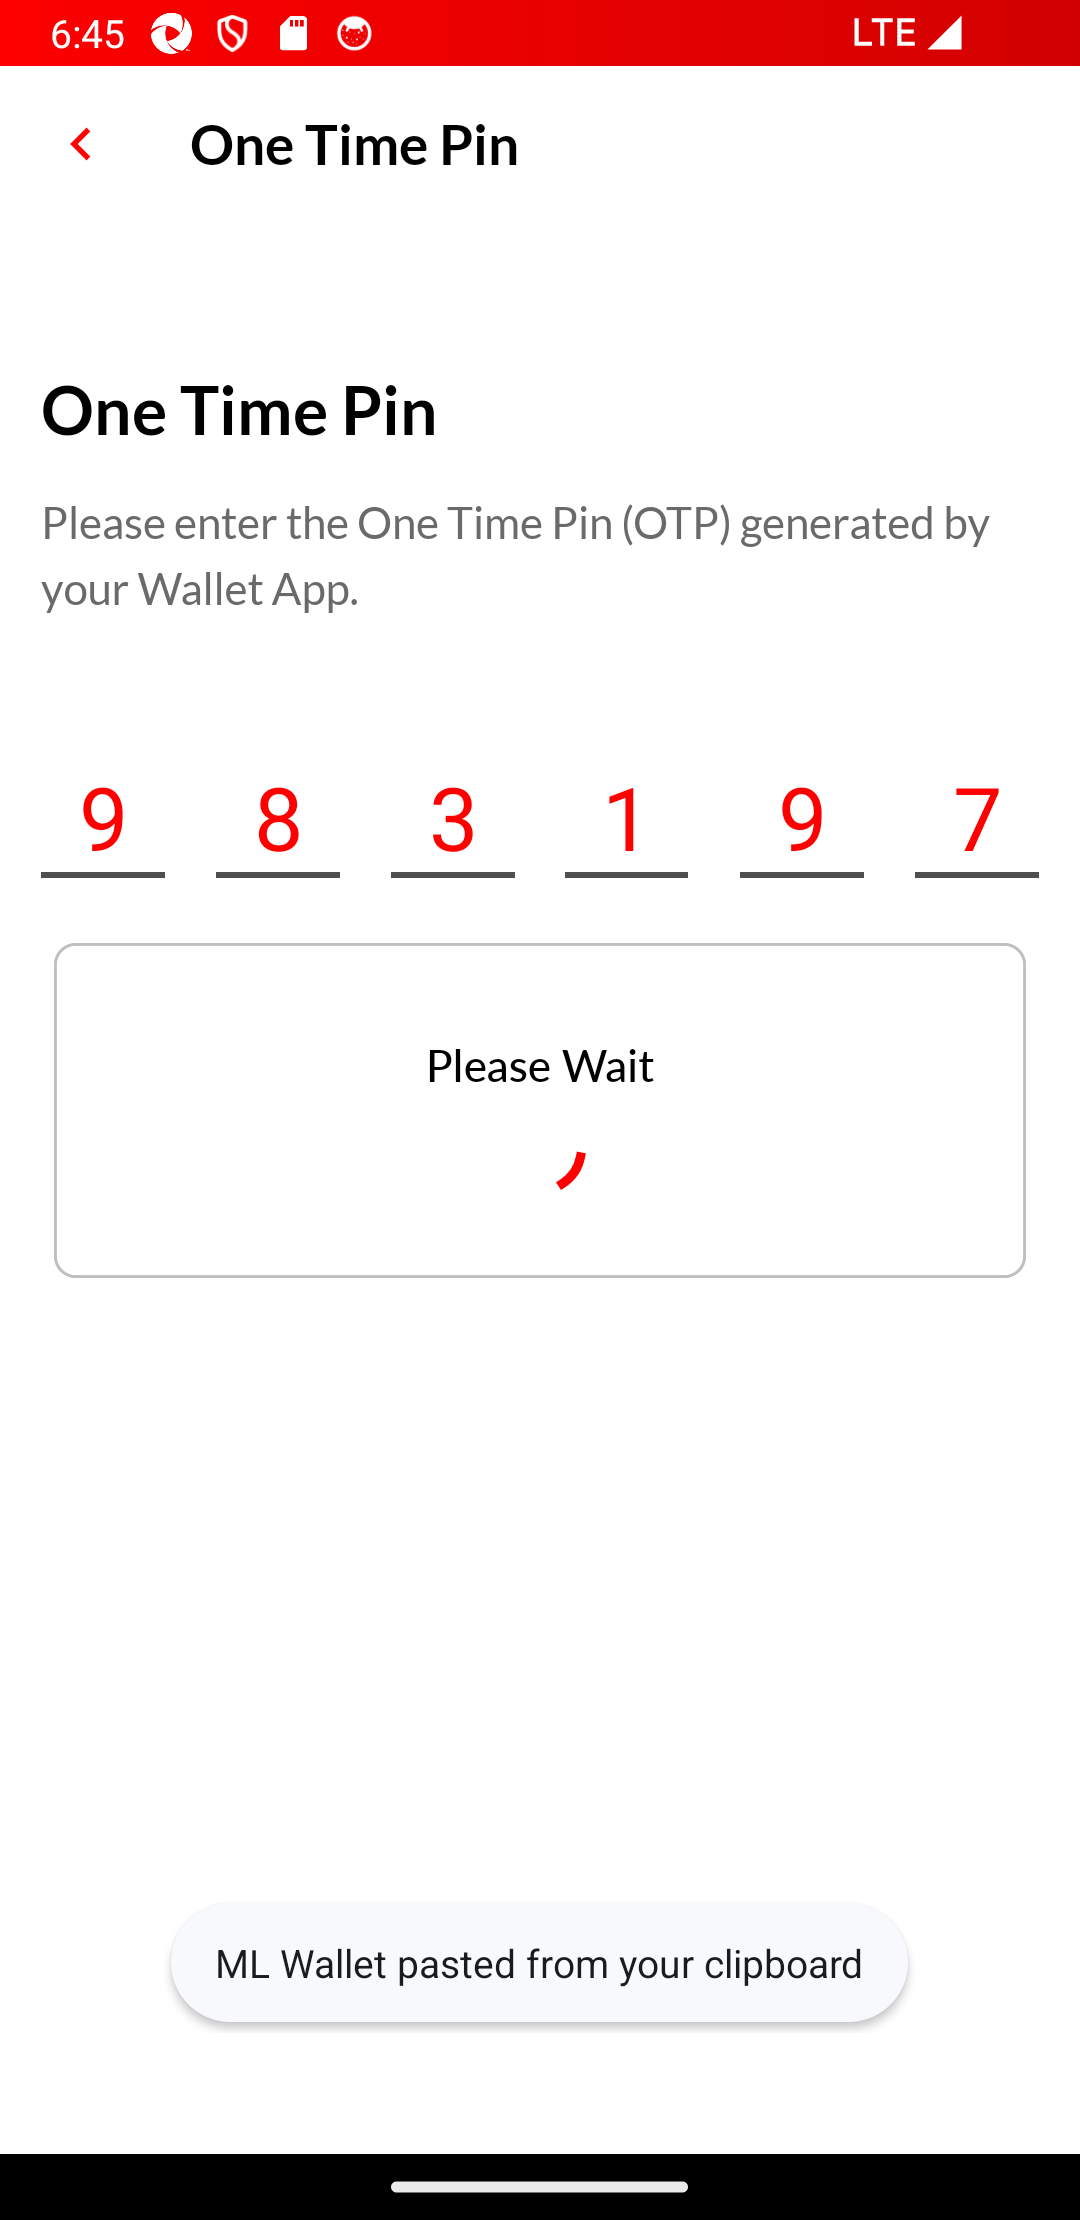 6:45 LTE
One Time Pin
One Time Pin
Please enter the One Time Pin (OTP) generated by
your Wallet App.
9 8 3 1 9 7
Please Wait
ML Wallet pasted from your clipboard